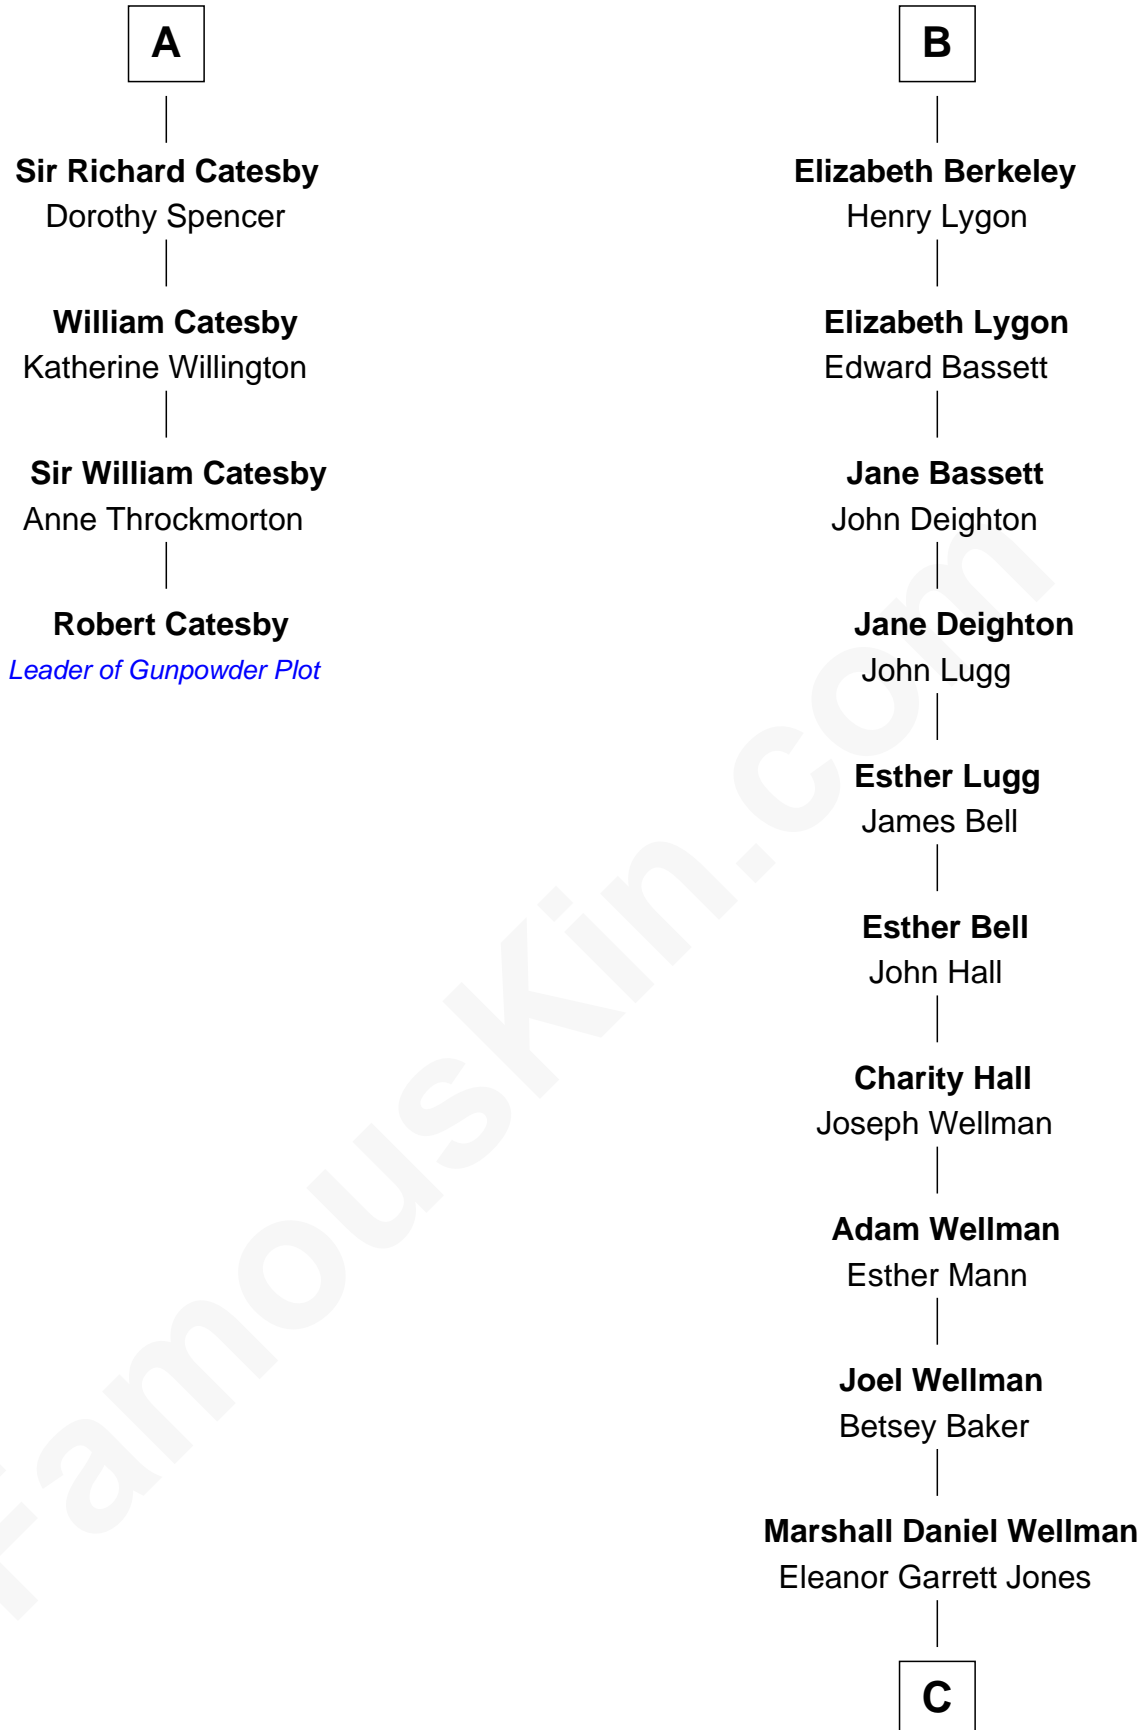 A
Sir Richard Catesby
Dorothy Spencer
William Catesby
Katherine Willington
Sir William Catesby
Anne Throckmorton
Robert Catesby
Leader of Gunpowder Plot
B
Elizabeth Berkeley
Henry Lygon
Elizabeth Lygon
Edward Bassett
Jane Bassett
John Deighton
Jane Deighton
John Lugg
Esther Lugg
James Bell
Esther Bell
John Hall
Charity Hall
Joseph Wellman
Adam Wellman
Esther Mann
Joel Wellman
Betsey Baker
Marshall Daniel Wellman
Eleanor Garrett Jones
C
FamousKin.com